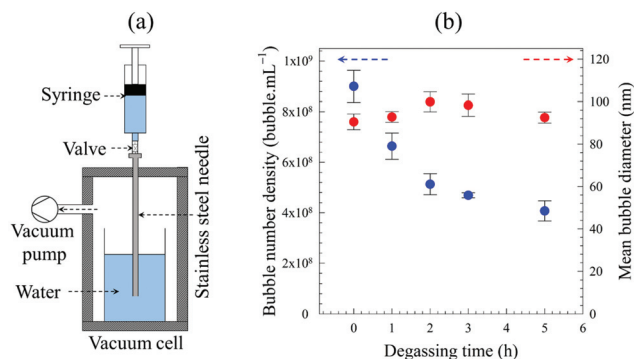 (a)
Syringe
Valve
Stainless steel needle
Vacuum
pump
Water
Vacuum cell
(b)
Bubble number density (bubble.mL⁻¹)
1x10⁹
8x10⁸
6x10⁸
4x10⁸
2x10⁸
0
120
100
80
60
40
20
0
Mean bubble diameter (nm)
0 1 2 3 4 5 6
Degassing time (h)